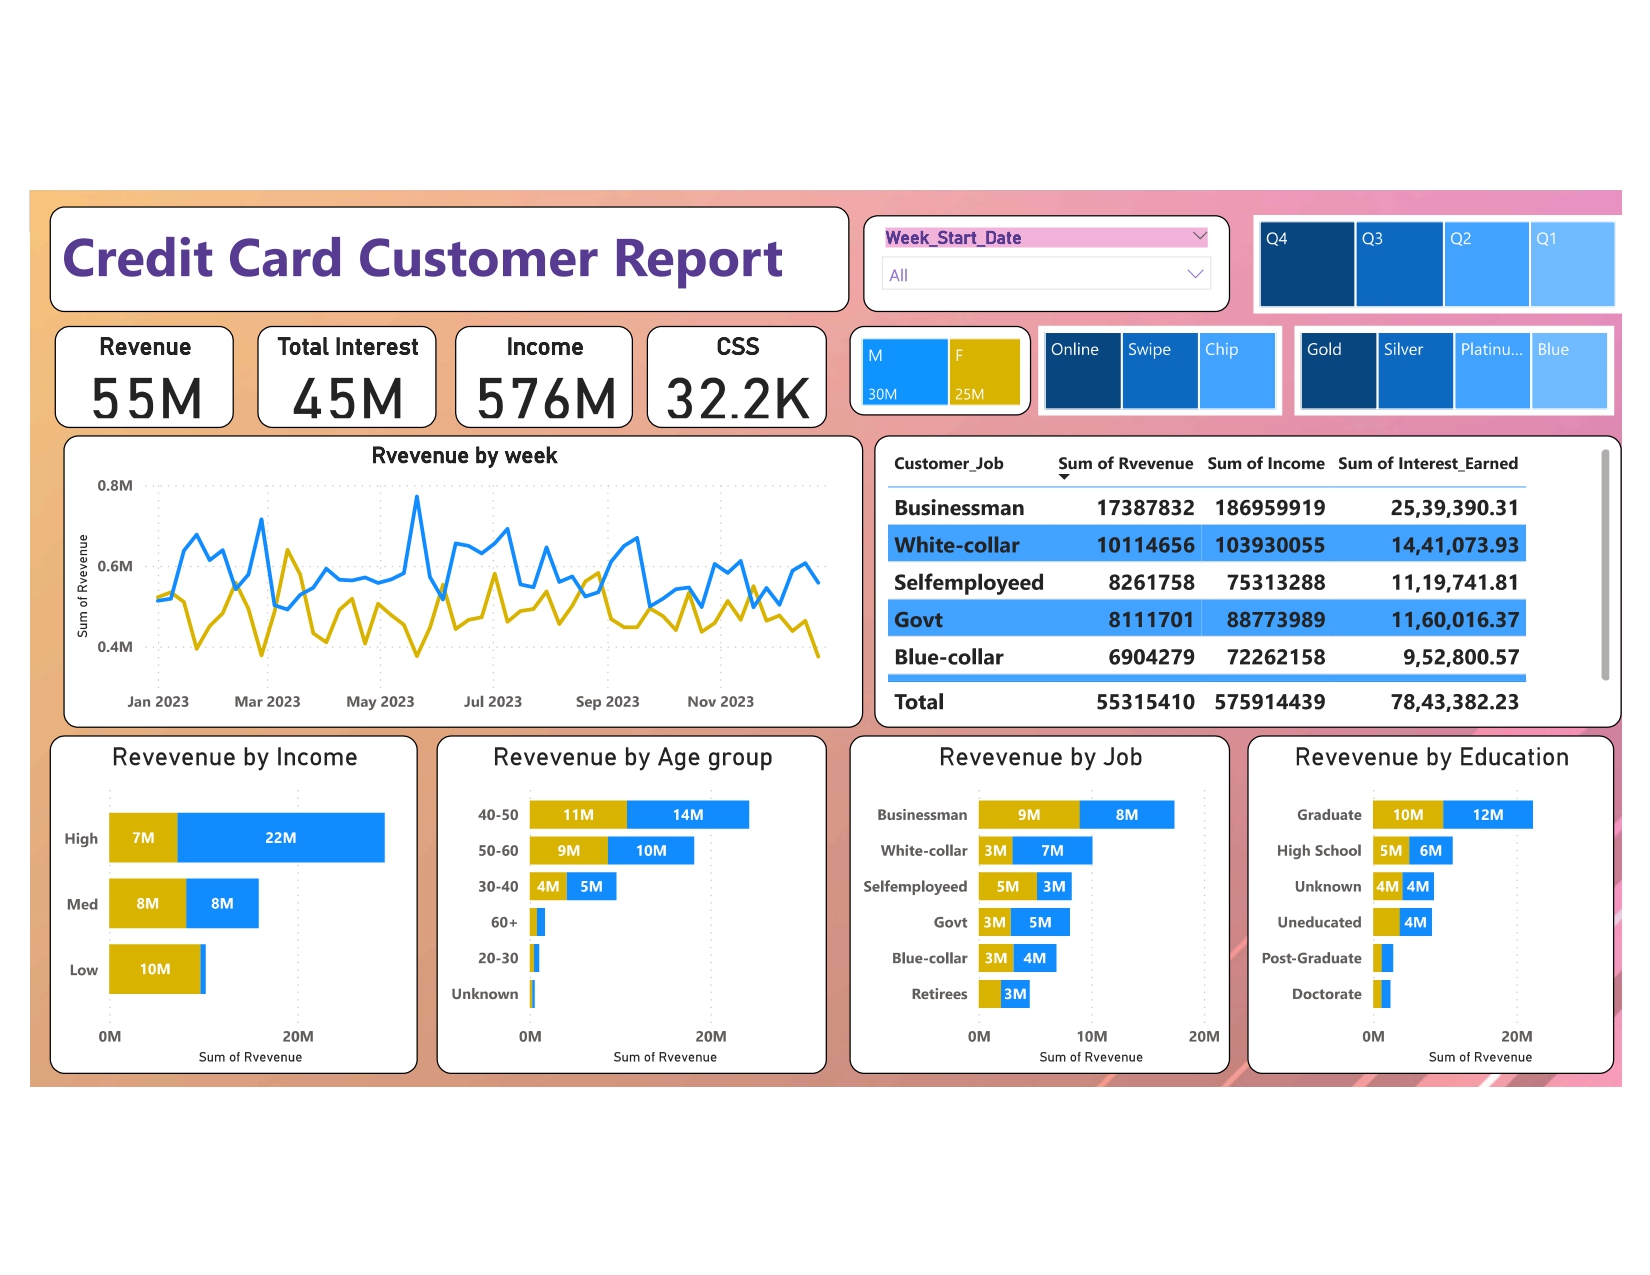 Credit Card Customer Report
Week_Start_Date
All
Q4 Q3 Q2 Q1
Revenue
55M
Total Interest
45M
Income
576M
CSS
32.2K
M F
30M 25M
Online Swipe Chip
Gold Silver Platinu... Blue
Rvevenue by week
Sum of Rvevenue
0.8M
0.6M
0.4M
Jan 2023 Mar 2023 May 2023 Jul 2023 Sep 2023 Nov 2023
Customer_Job Sum of Rvevenue Sum of Income Sum of Interest_Earned
Businessman 17387832 186959919 25,39,390.31
White-collar 10114656 103930055 14,41,073.93
Selfemployeed 8261758 75313288 11,19,741.81
Govt 8111701 88773989 11,60,016.37
Blue-collar 6904279 72262158 9,52,800.57
Total 55315410 575914439 78,43,382.23
Revevenue by Income
High 7M 22M
Med 8M 8M
Low 10M
0M 20M
Sum of Rvevenue
Revevenue by Age group
40-50 11M 14M
50-60 9M 10M
30-40 4M 5M
60+
20-30
Unknown
0M 20M
Sum of Rvevenue
Revevenue by Job
Businessman 9M 8M
White-collar 3M 7M
Selfemployeed 5M 3M
Govt 3M 5M
Blue-collar 3M 4M
Retirees 3M
0M 10M 20M
Sum of Rvevenue
Revevenue by Education
Graduate 10M 12M
High School 5M 6M
Unknown 4M 4M
Uneducated 4M
Post-Graduate
Doctorate
0M 20M
Sum of Rvevenue